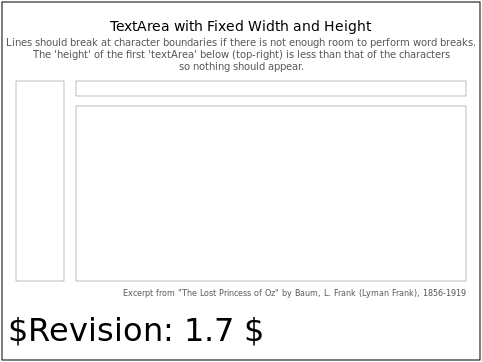 TextArea with Fixed Width and Height
Lines should break at character boundaries if there is not enough room to perform word breaks.
The 'height' of the first 'textArea' below (top-right) is less than that of the characters
so nothing should appear.
Excerpt from "The Lost Princess of Oz" by Baum, L. Frank (Lyman Frank), 1856-1919
$Revision: 1.7 $